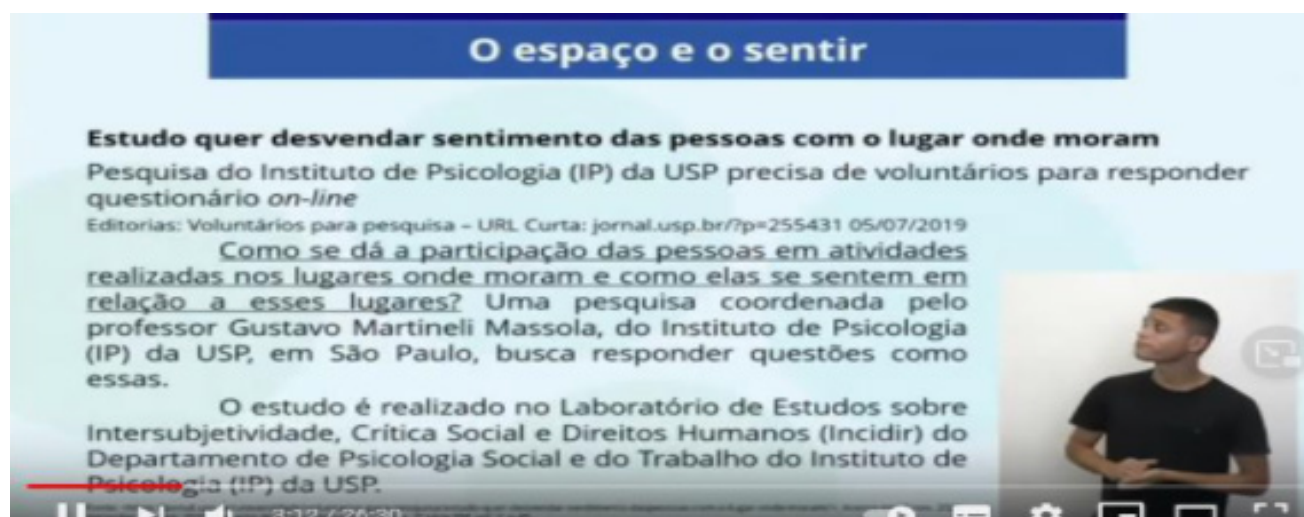 O espaço e o sentir
Estudo quer desvendar sentimento das pessoas com o lugar onde moram
Pesquisa do Instituto de Psicologia (IP) da USP precisa de voluntários para responder
questionário on-line
Editorias: Voluntários para pesquisa – URL Curta: jornal.usp.br/?p=255431 05/07/2019
Como se dá a participação das pessoas em atividades
realizadas nos lugares onde moram e como elas se sentem em
relação a esses lugares? Uma pesquisa coordenada pelo
professor Gustavo Martineli Massola, do Instituto de Psicologia
(IP) da USP, em São Paulo, busca responder questões como
essas.
O estudo é realizado no Laboratório de Estudos sobre
Intersubjetividade, Crítica Social e Direitos Humanos (Incidir) do
Departamento de Psicologia Social e do Trabalho do Instituto de
Psicologia (IP) da USP.
3:12 / 26:30